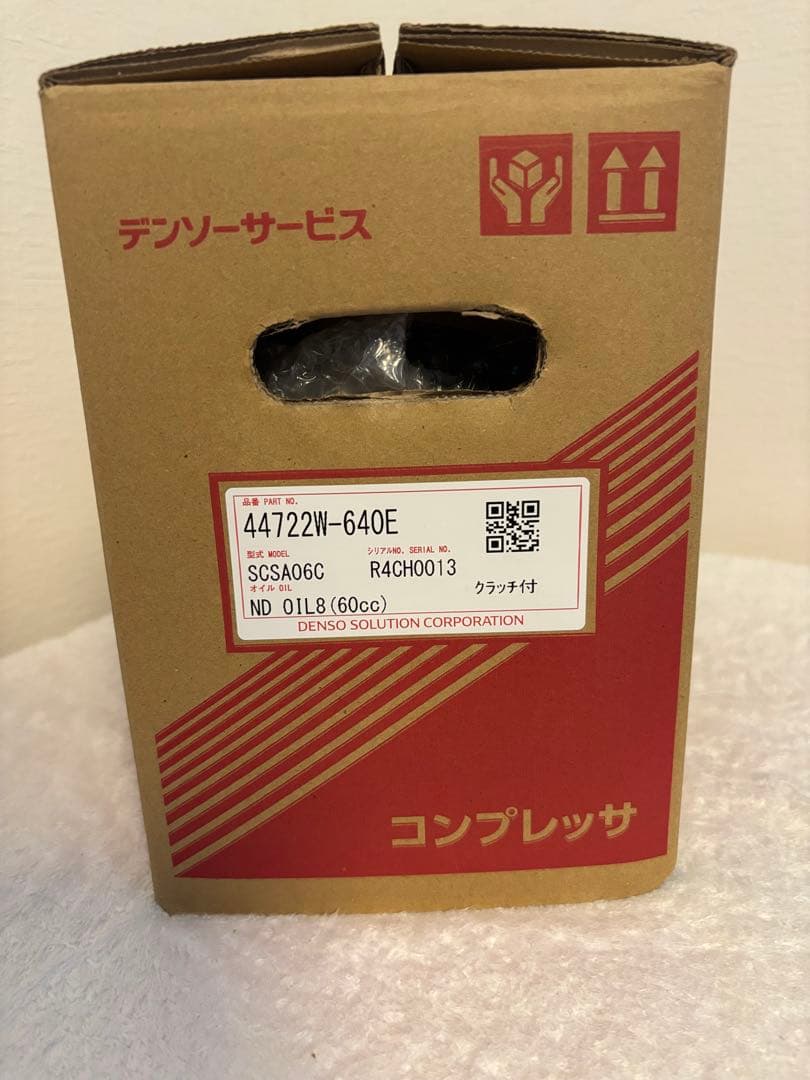 デンソーサービス
品番 PART NO.
44722W-640E
型式 MODEL シリアルNO. SERIAL NO.
SCSA06C R4CH0013
オイル OIL
クラッチ付
ND OIL8(60cc)
DENSO SOLUTION CORPORATION
コンプレッサ